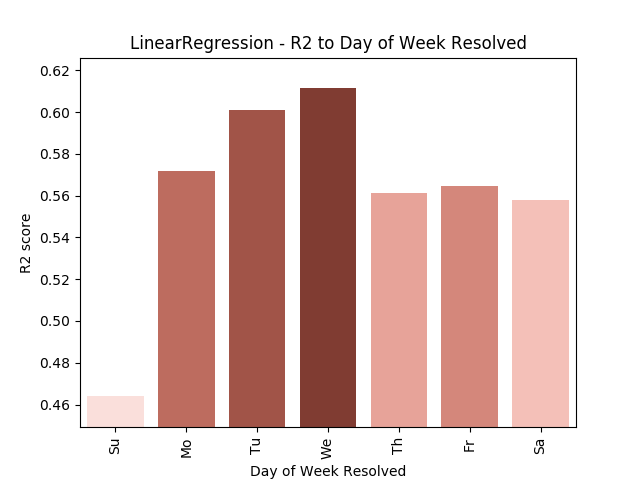 LinearRegression - R2 to Day of Week Resolved
0.62
0.60
0.58
0.56
0.54
0.52
0.50
0.48
0.46
R2 score
Su
Mo
Tu
We
Th
Fr
Sa
Day of Week Resolved